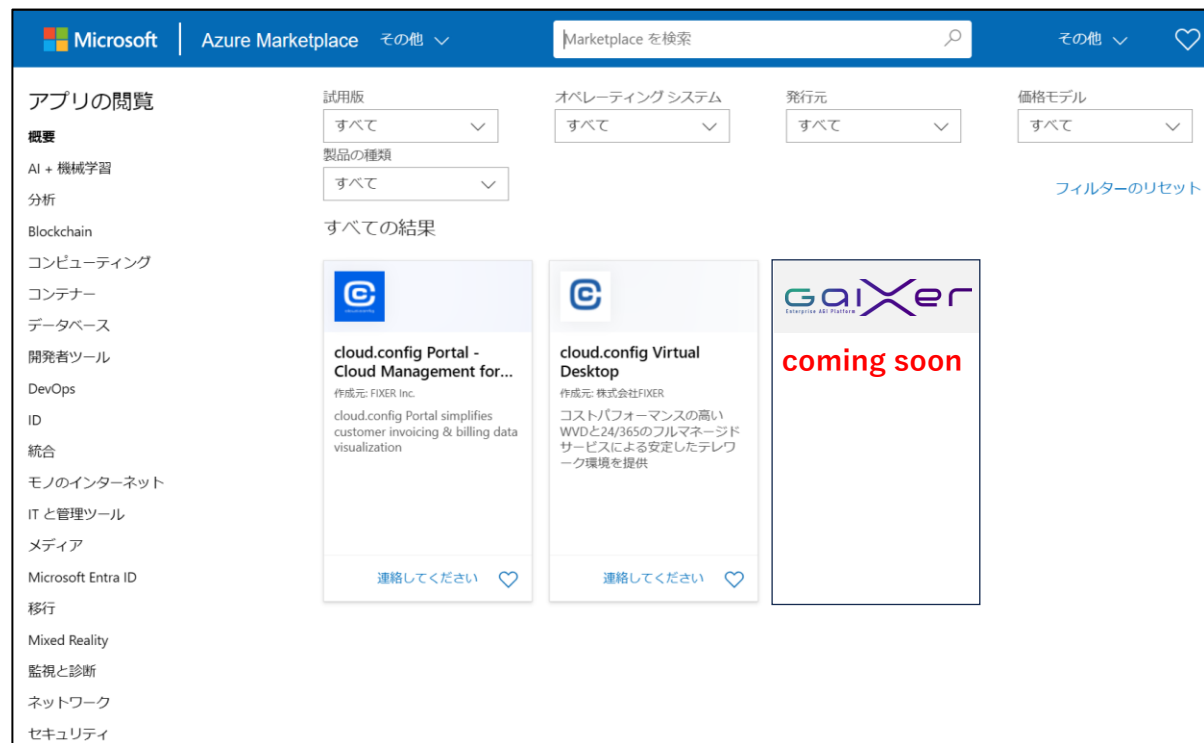 Microsoft
Azure Marketplace
その他
Marketplace を検索
その他
アプリの閲覧
概要
AI + 機械学習
分析
Blockchain
コンピューティング
コンテナー
データベース
開発者ツール
DevOps
ID
統合
モノのインターネット
IT と管理ツール
メディア
Microsoft Entra ID
移行
Mixed Reality
監視と診断
ネットワーク
セキュリティ
試用版
すべて
オペレーティング システム
すべて
発行元
すべて
価格モデル
すべて
製品の種類
すべて
フィルターのリセット
すべての結果
cloud.config Portal -
Cloud Management for...
作成元: FIXER Inc.
cloud.config Portal simplifies
customer invoicing & billing data
visualization
連絡してください
cloud.config Virtual
Desktop
作成元: 株式会社FIXER
コストパフォーマンスの高い
WVDと24/365のフルマネージド
サービスによる安定したテレワ
ーク環境を提供
連絡してください
GaiXer
Enterprise AGI Platform
coming soon